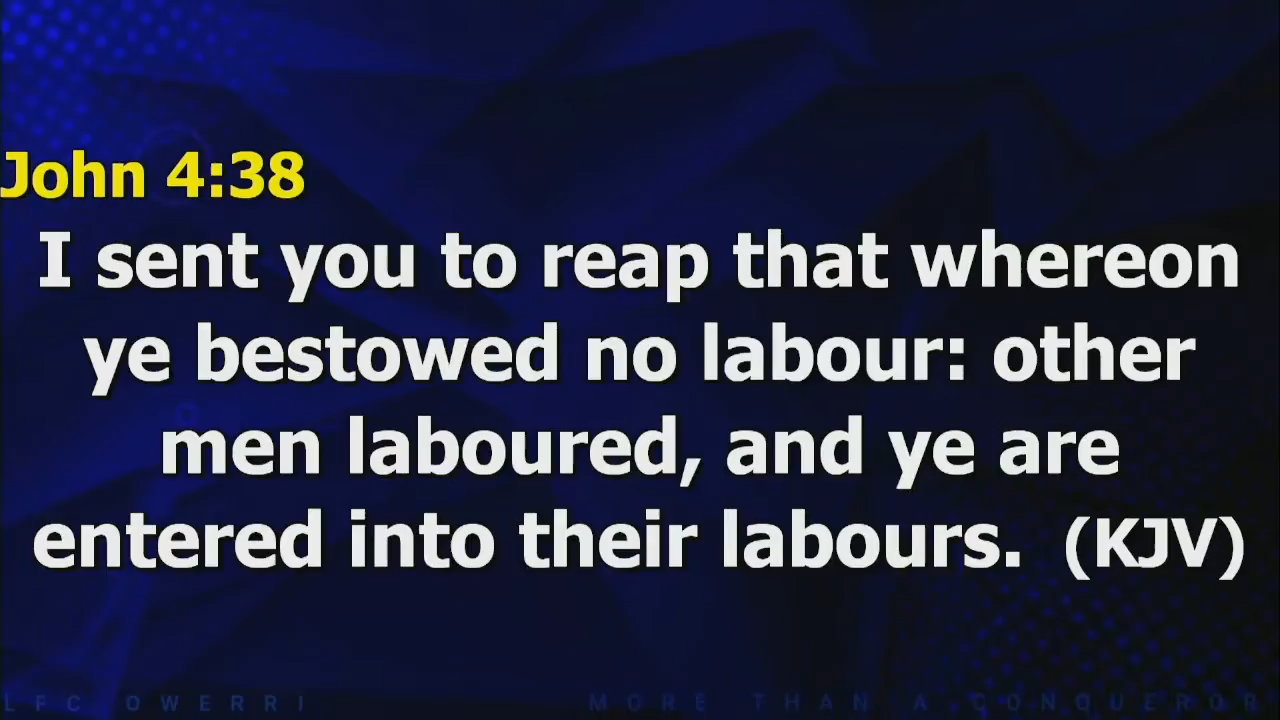 John 4:38
I sent you to reap that whereon
ye bestowed no labour: other
men laboured, and ye are
entered into their labours.  (KJV)
LFC OWERRI
MORE THAN A CONQUEROR